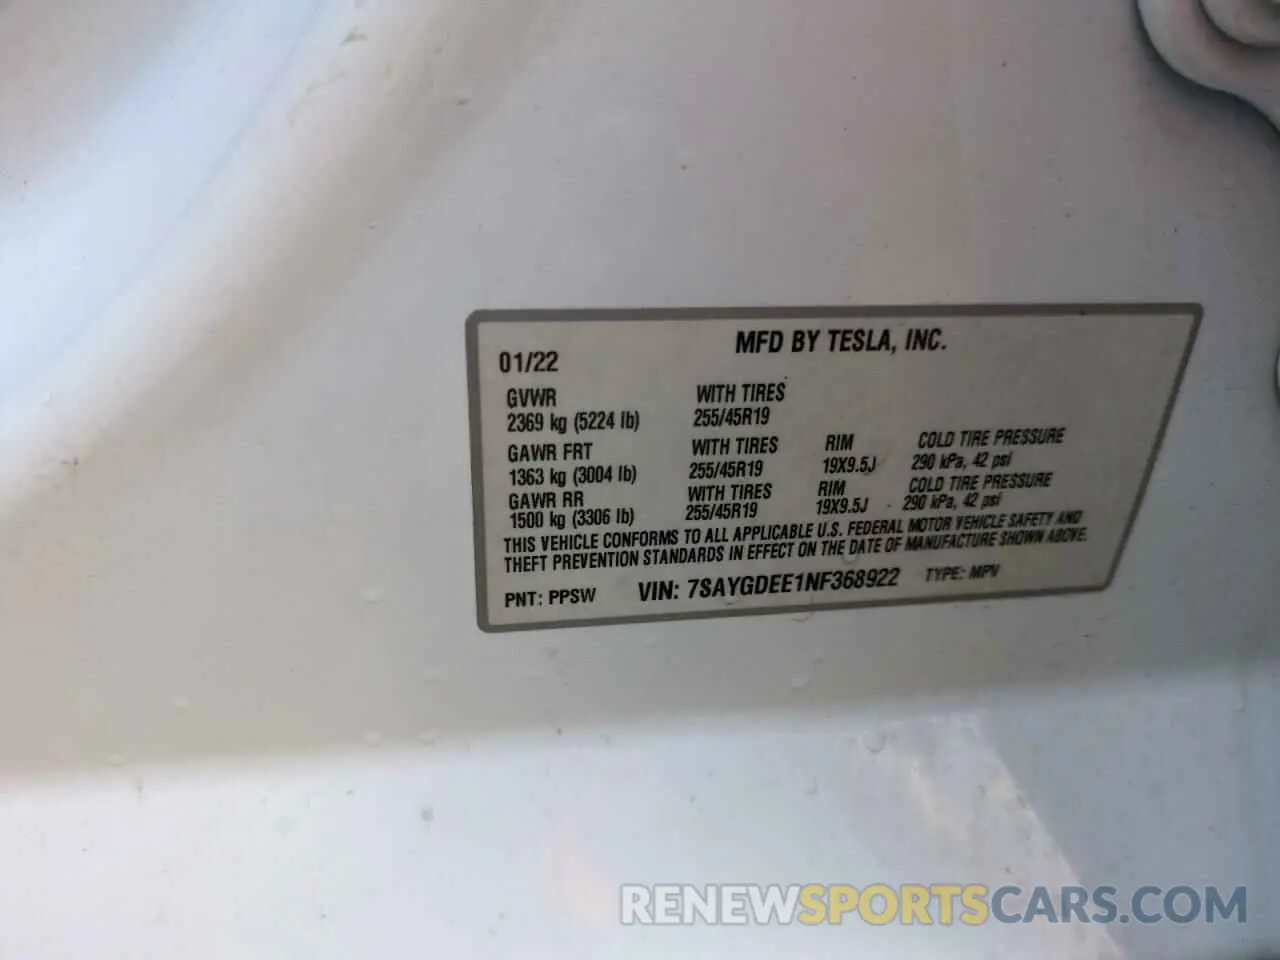 MFD BY TESLA, INC.
01/22
GVWR WITH TIRES
2369 kg (5224 lb) 255/45R19
GAWR FRT WITH TIRES RIM COLD TIRE PRESSURE
1363 kg (3004 lb) 255/45R19 19X9.5J 290 kPa, 42 psi
GAWR RR WITH TIRES RIM COLD TIRE PRESSURE
1500 kg (3306 lb) 255/45R19 19X9.5J 290 kPa, 42 psi
THIS VEHICLE CONFORMS TO ALL APPLICABLE U.S. FEDERAL MOTOR VEHICLE SAFETY AND
THEFT PREVENTION STANDARDS IN EFFECT ON THE DATE OF MANUFACTURE SHOWN ABOVE.
PNT: PPSW VIN: 7SAYGDEE1NF368922 TYPE: MPV
RENEWSPORTSCARS.COM